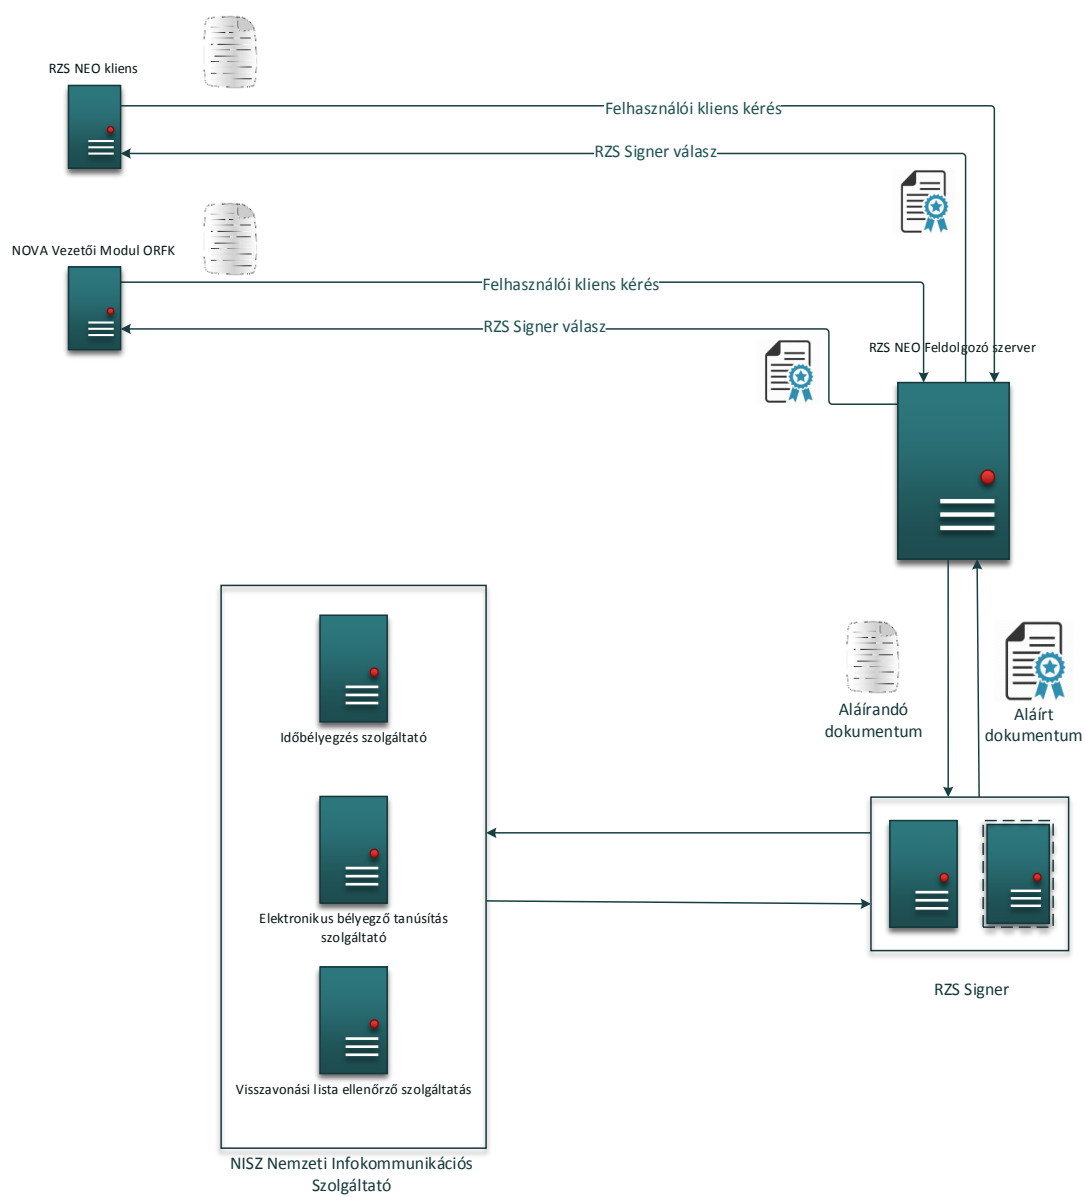 RZS NEO kliens
Felhasználói kliens kérés
RZS Signer válasz
NOVA Vezetői Modul ORFK
Felhasználói kliens kérés
RZS Signer válasz
RZS NEO Feldolgozó szerver
Aláírandó
dokumentum
Aláírt
dokumentum
Időbélyegzés szolgáltató
Elektronikus bélyegző tanúsítás
szolgáltató
RZS Signer
Visszavonási lista ellenőrző szolgáltatás
NISZ Nemzeti Infokommunikációs
Szolgáltató